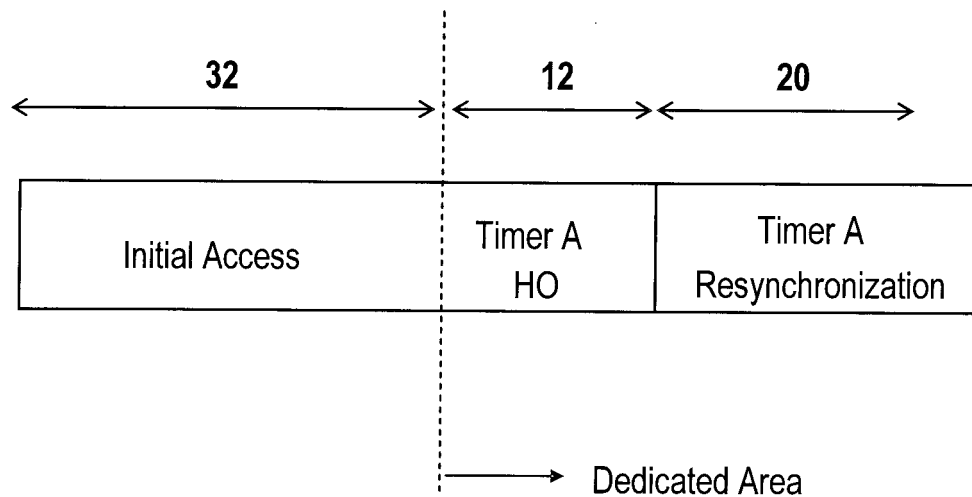 32
12
20
Initial Access
Timer A
HO
Timer A
Resynchronization
Dedicated Area